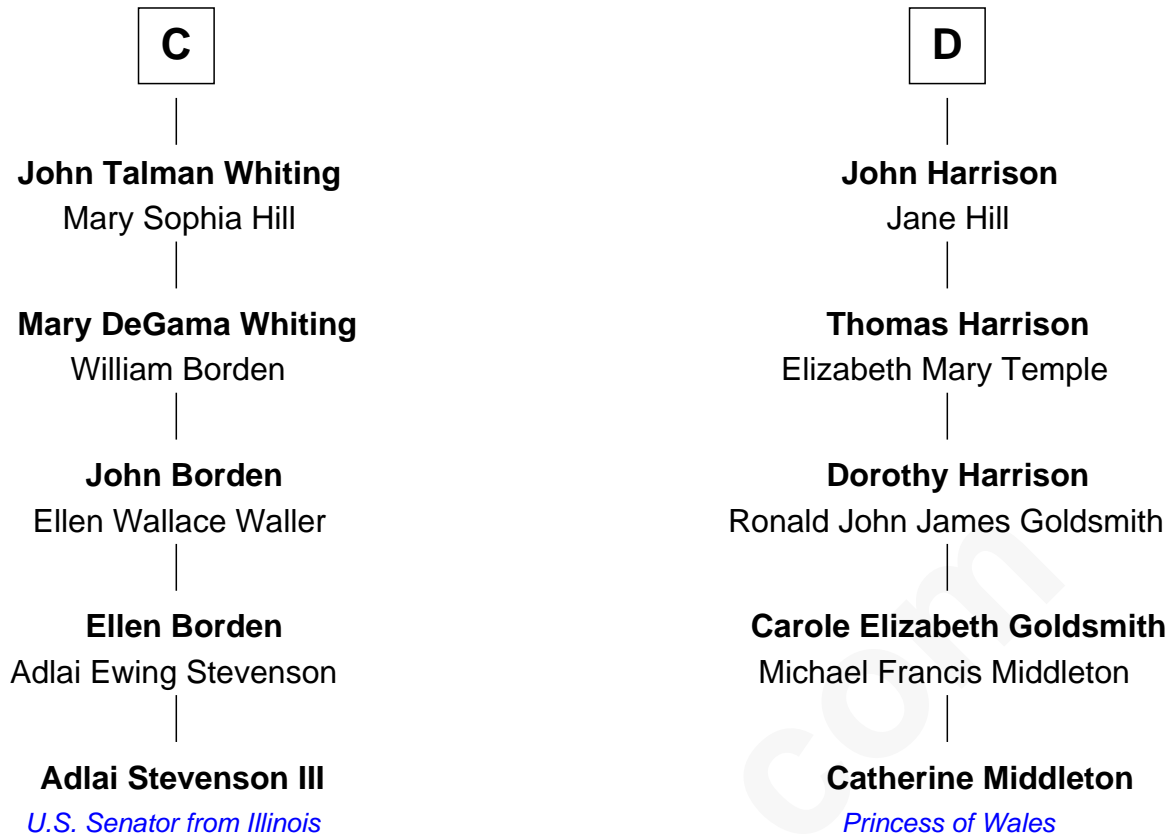 C
John Talman Whiting
Mary Sophia Hill
Mary DeGama Whiting
William Borden
John Borden
Ellen Wallace Waller
Ellen Borden
Adlai Ewing Stevenson
Adlai Stevenson III
U.S. Senator from Illinois
D
John Harrison
Jane Hill
Thomas Harrison
Elizabeth Mary Temple
Dorothy Harrison
Ronald John James Goldsmith
Carole Elizabeth Goldsmith
Michael Francis Middleton
Catherine Middleton
Princess of Wales
com